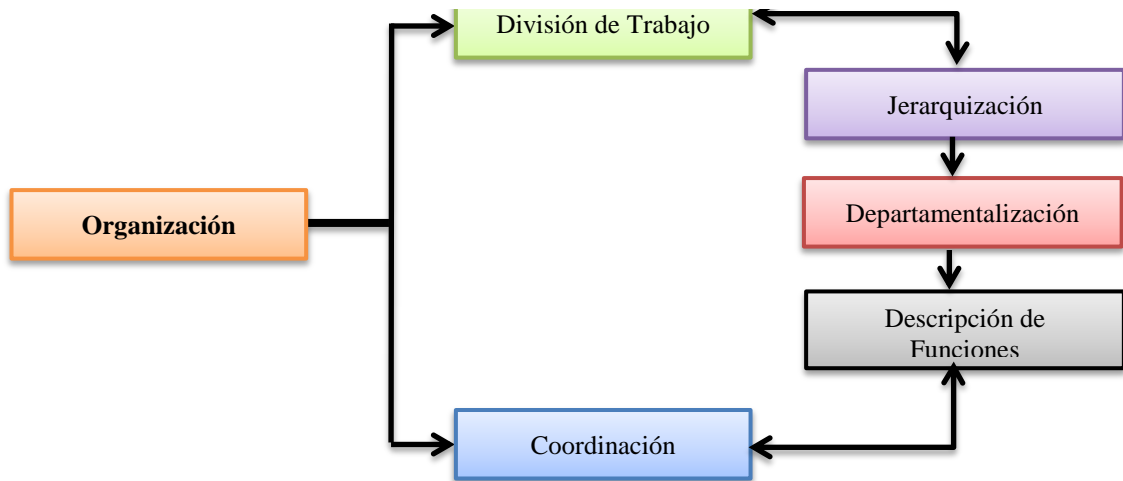 División de Trabajo
Jerarquización
Departamentalización
Organización
Descripción de
Funciones
Coordinación